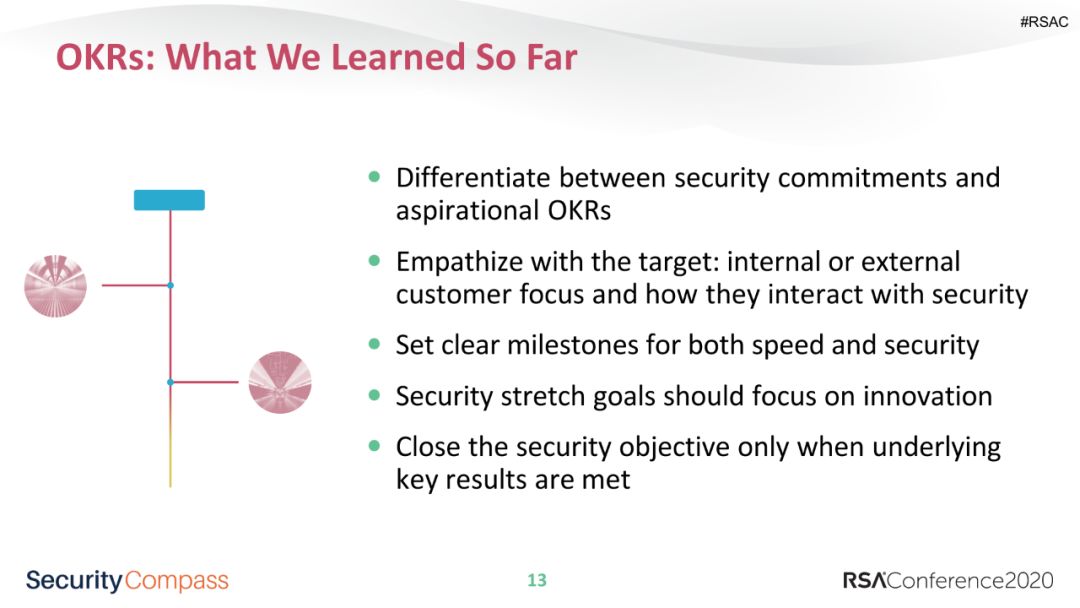 #RSAC
OKRs: What We Learned So Far
• Differentiate between security commitments and
aspirational OKRs
• Empathize with the target: internal or external
customer focus and how they interact with security
• Set clear milestones for both speed and security
• Security stretch goals should focus on innovation
• Close the security objective only when underlying
key results are met
SecurityCompass
13
RSAConference2020